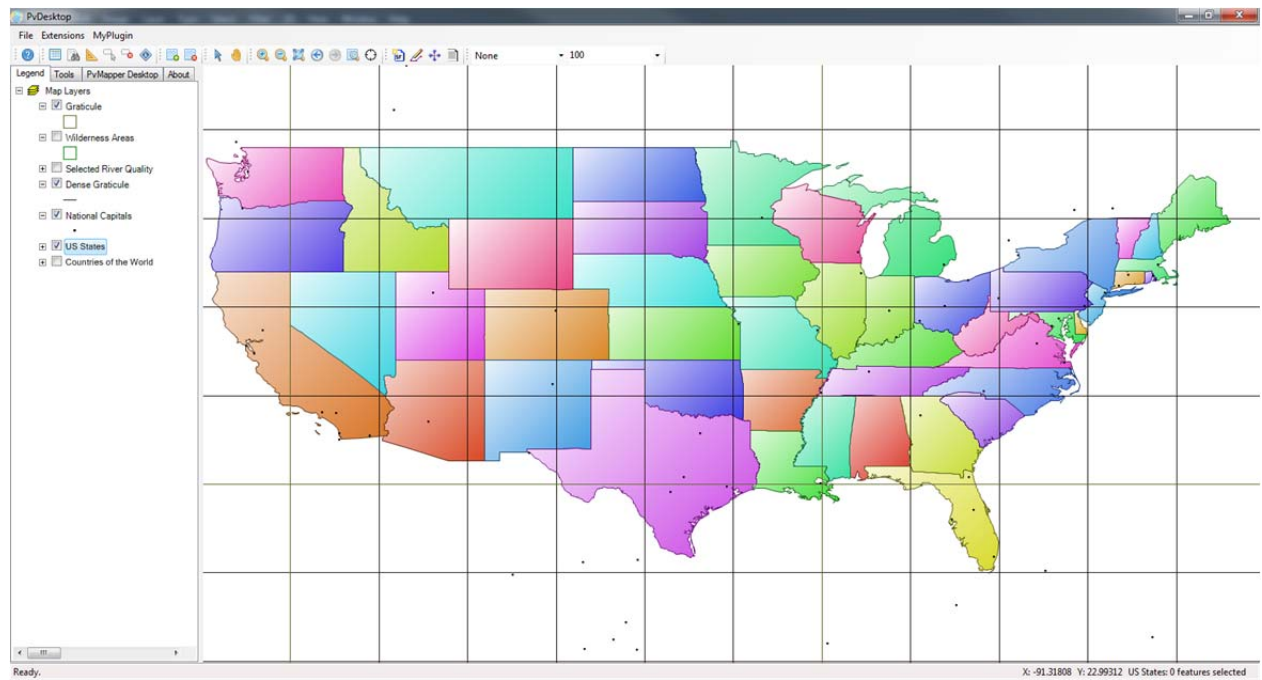 PvDesktop
File Extensions MyPlugin
None 100
Legend Tools PvMapper Desktop About
Map Layers
Graticule
Wilderness Areas
Selected River Quality
Dense Graticule
National Capitals
US States
Countries of the World
Ready.
X: -91.31808 Y: 22.99312 US States: 0 features selected